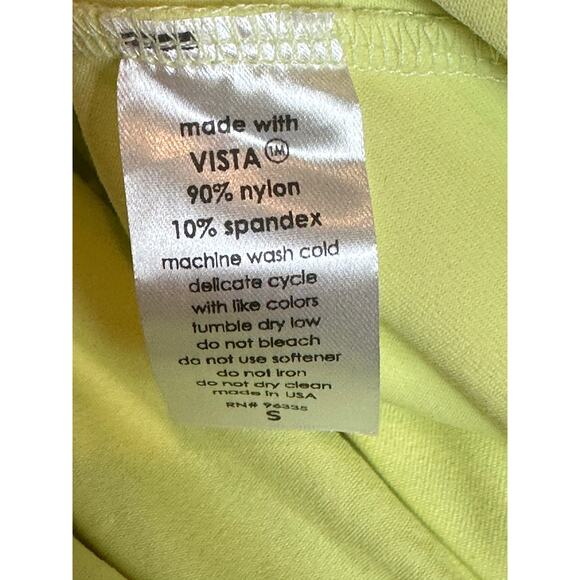 made with
VISTA™
90% nylon
10% spandex
machine wash cold
delicate cycle
with like colors
tumble dry low
do not bleach
do not use softener
do not iron
do not dry clean
made in USA
RN# 96335
S